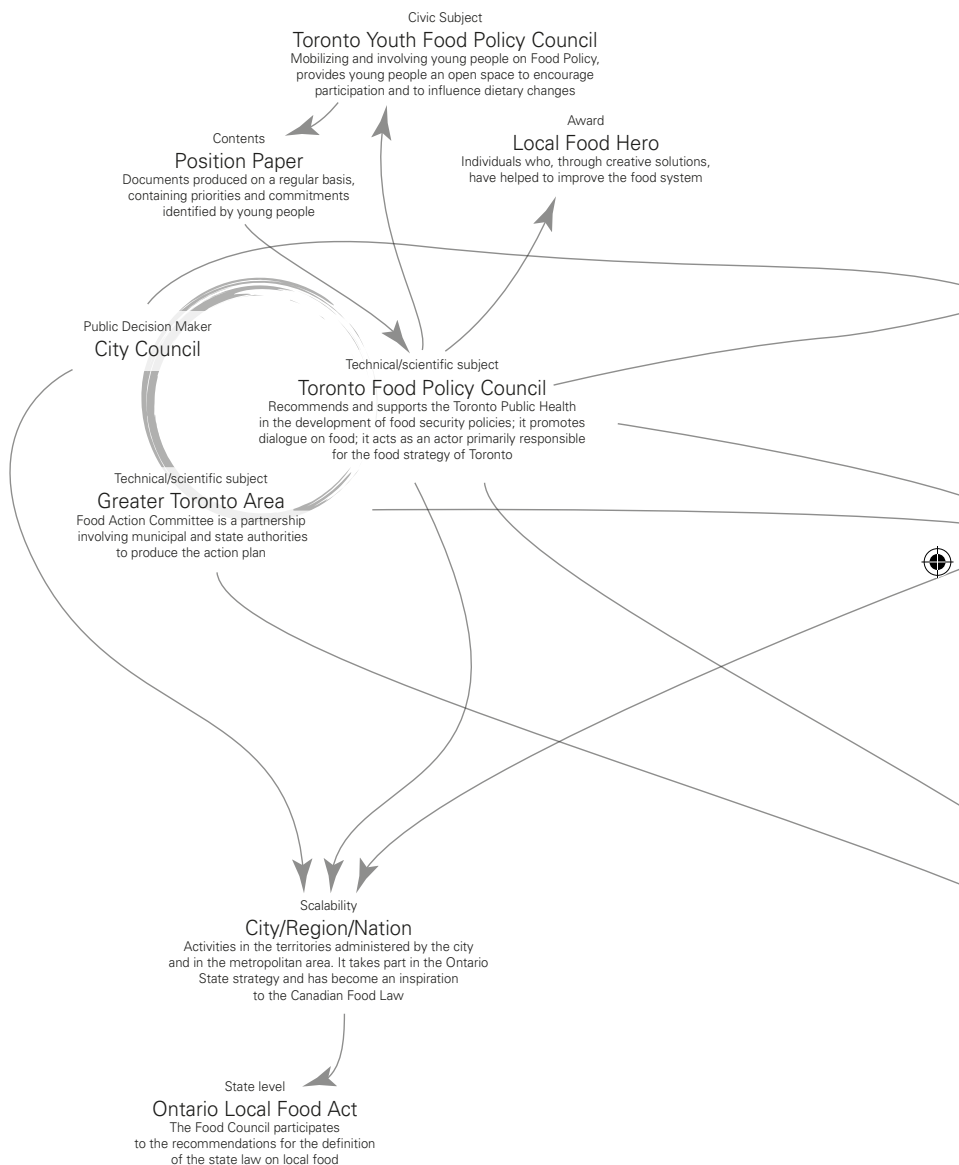 Civic Subject
Toronto Youth Food Policy Council
Mobilizing and involving young people on Food Policy,
provides young people an open space to encourage
participation and to influence dietary changes
Award
Local Food Hero
Individuals who, through creative solutions,
have helped to improve the food system
Contents
Position Paper
Documents produced on a regular basis,
containing priorities and commitments
identified by young people
Public Decision Maker
City Council
Technical/scientific subject
Toronto Food Policy Council
Recommends and supports the Toronto Public Health
in the development of food security policies; it promotes
dialogue on food; it acts as an actor primarily responsible
for the food strategy of Toronto
Technical/scientific subject
Greater Toronto Area
Food Action Committee is a partnership
involving municipal and state authorities
to produce the action plan
Scalability
City/Region/Nation
Activities in the territories administered by the city
and in the metropolitan area. It takes part in the Ontario
State strategy and has become an inspiration
to the Canadian Food Law
State level
Ontario Local Food Act
The Food Council participates
to the recommendations for the definition
of the state law on local food